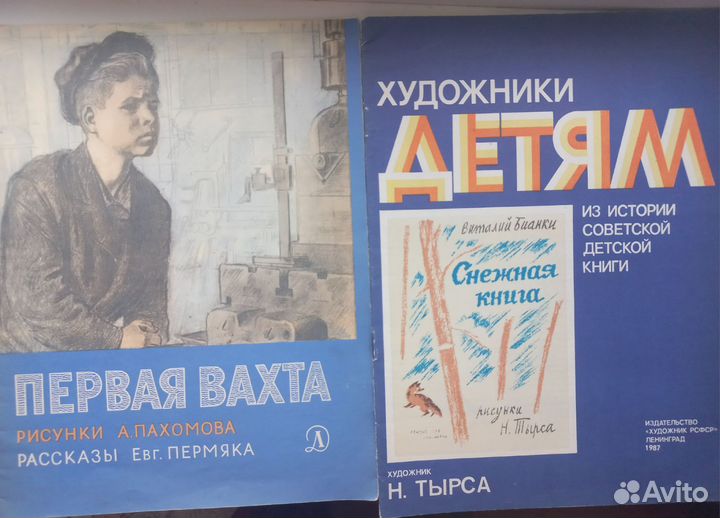 ПЕРВАЯ ВАХТА
РИСУНКИ А. ПАХОМОВА
РАССКАЗЫ ЕВГ. ПЕРМЯКА
Д
ХУДОЖНИКИ
ДЕТЯМ
ИЗ ИСТОРИИ
СОВЕТСКОЙ
ДЕТСКОЙ
КНИГИ
Виталий Бианки
Снежная
книга
рисунки
Н. Тырса
ИЗДАТЕЛЬСТВО
«ХУДОЖНИК РСФСР»
ЛЕНИНГРАД
1987
ХУДОЖНИК
Н. ТЫРСА
Avito